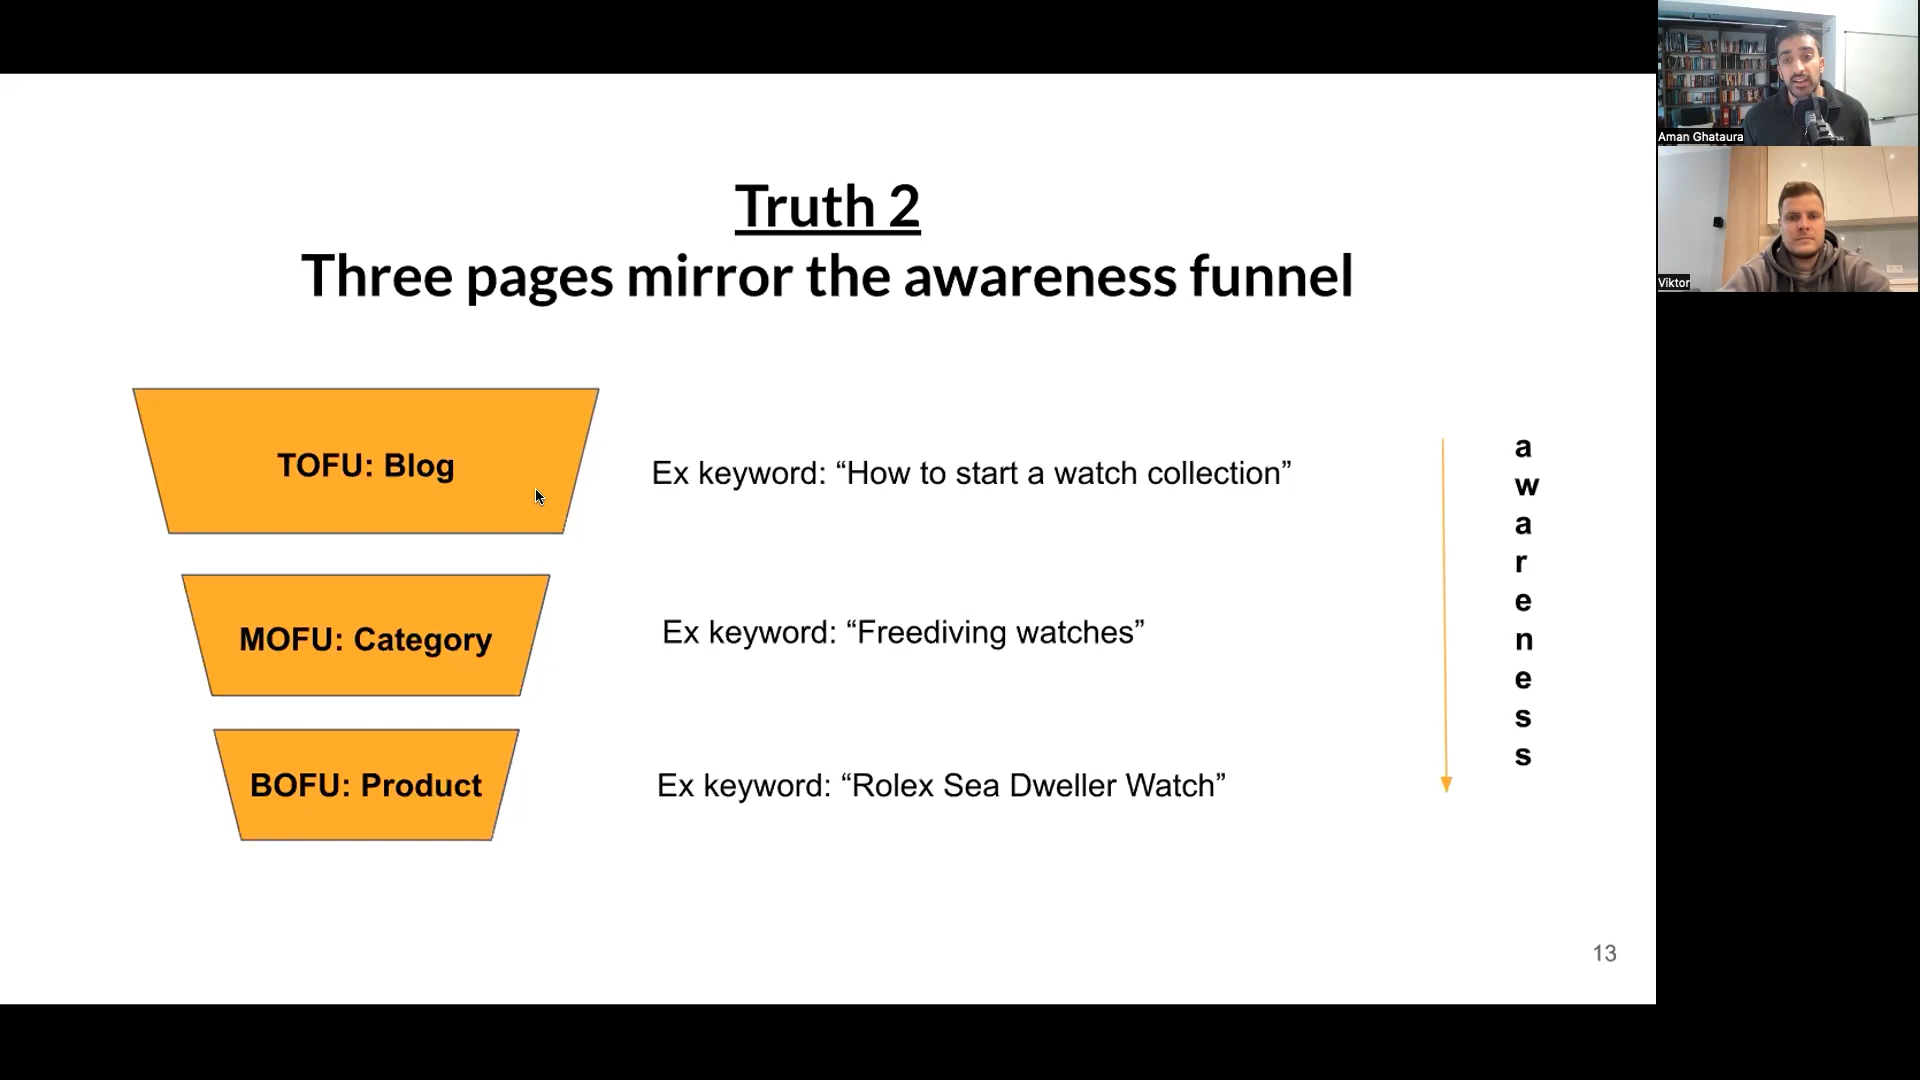 Truth 2
Three pages mirror the awareness funnel
TOFU: Blog
Ex keyword: “How to start a watch collection”
MOFU: Category
Ex keyword: “Freediving watches”
BOFU: Product
Ex keyword: “Rolex Sea Dweller Watch”
a
w
a
r
e
n
e
s
s
13
Aman Ghataura
Viktor